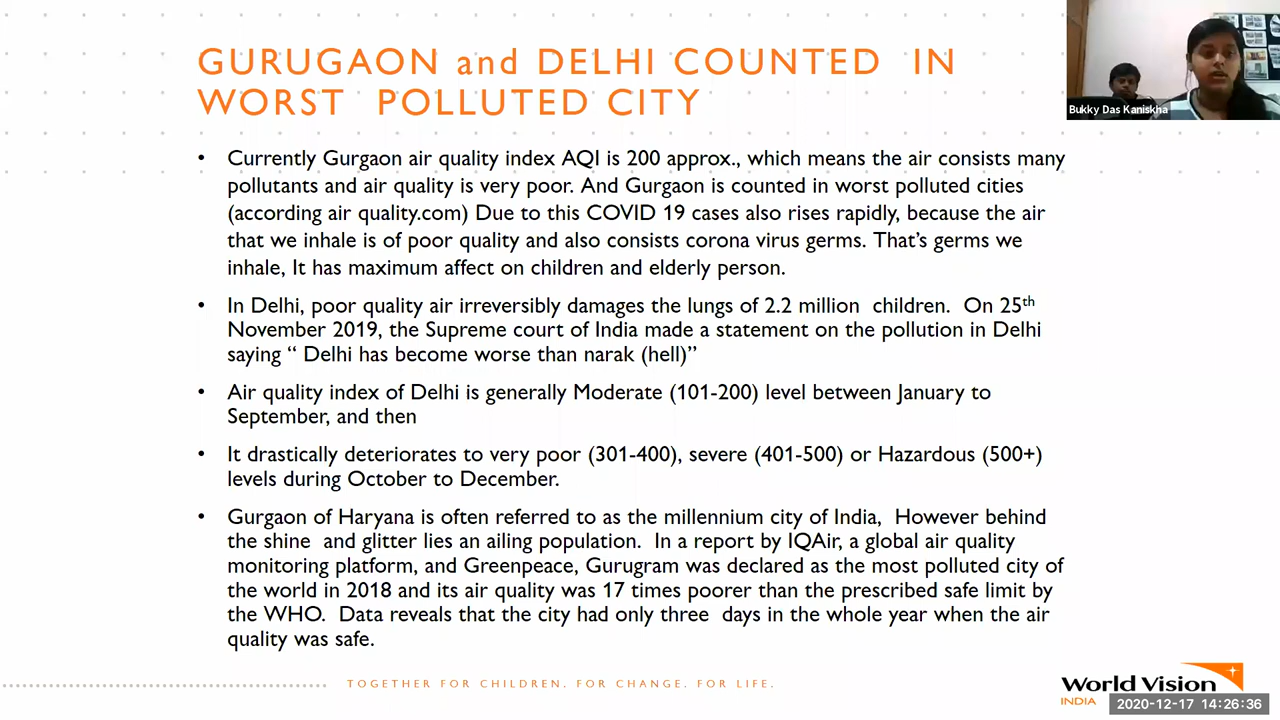 GURUGAON and DELHI COUNTED IN
WORST POLLUTED CITY
Bukky Das Kaniskha
• Currently Gurgaon air quality index AQI is 200 approx., which means the air consists many
pollutants and air quality is very poor. And Gurgaon is counted in worst polluted cities
(according air quality.com) Due to this COVID 19 cases also rises rapidly, because the air
that we inhale is of poor quality and also consists corona virus germs. That’s germs we
inhale, It has maximum affect on children and elderly person.
• In Delhi, poor quality air irreversibly damages the lungs of 2.2 million children. On 25th
November 2019, the Supreme court of India made a statement on the pollution in Delhi
saying “ Delhi has become worse than narak (hell)”
• Air quality index of Delhi is generally Moderate (101-200) level between January to
September, and then
• It drastically deteriorates to very poor (301-400), severe (401-500) or Hazardous (500+)
levels during October to December.
• Gurgaon of Haryana is often referred to as the millennium city of India, However behind
the shine and glitter lies an ailing population. In a report by IQAir, a global air quality
monitoring platform, and Greenpeace, Gurugram was declared as the most polluted city of
the world in 2018 and its air quality was 17 times poorer than the prescribed safe limit by
the WHO. Data reveals that the city had only three days in the whole year when the air
quality was safe.
TOGETHER FOR CHILDREN. FOR CHANGE. FOR LIFE.
World Vision
INDIA
2020-12-17 14:26:36